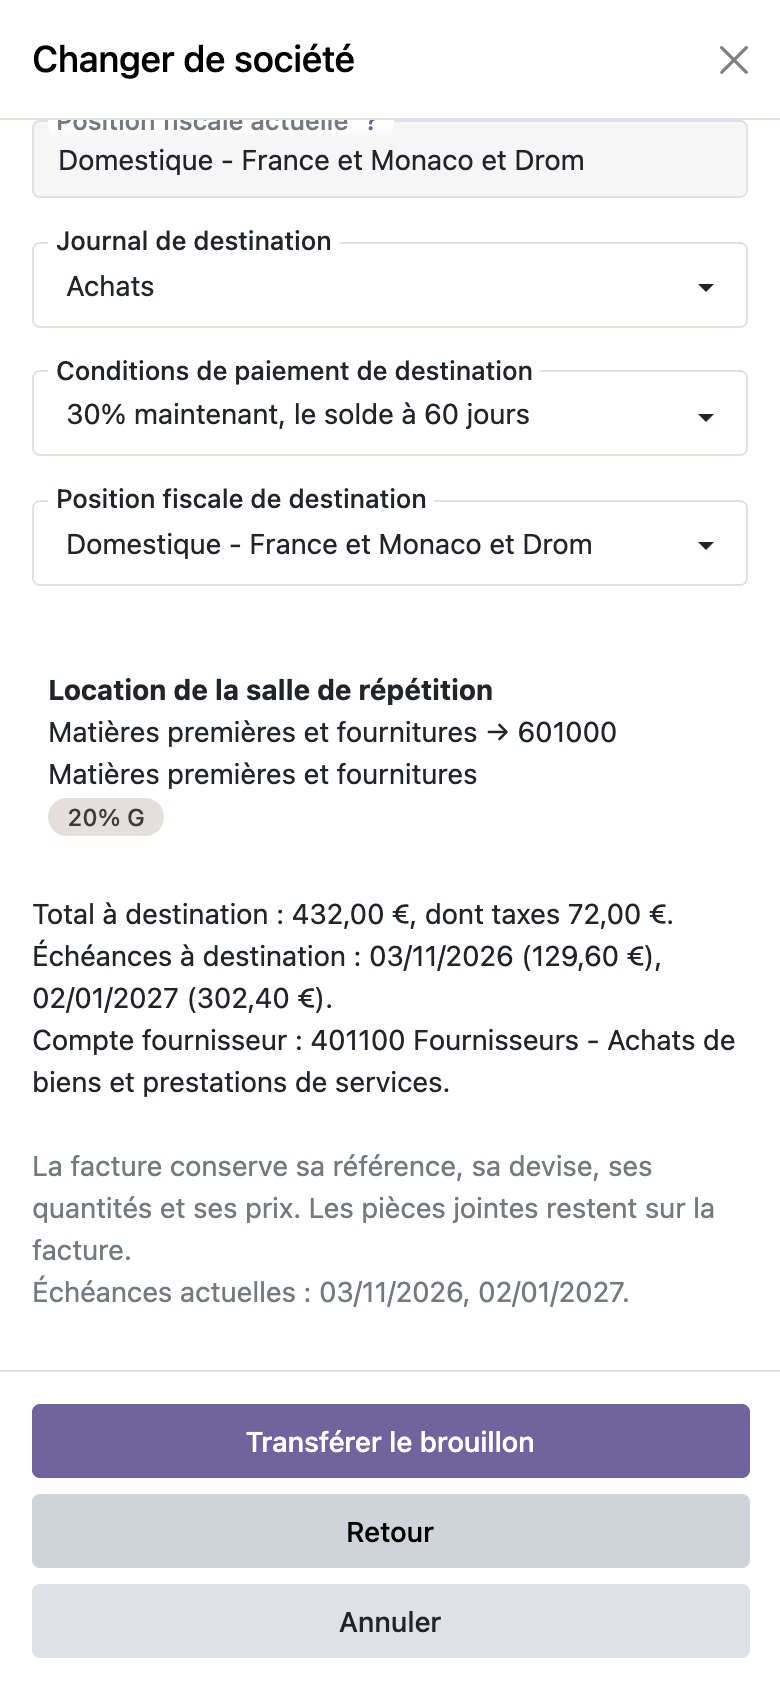 Changer de société
Position fiscale actuelle ?
Domestique - France et Monaco et Drom
Journal de destination
Achats
Conditions de paiement de destination
30% maintenant, le solde à 60 jours
Position fiscale de destination
Domestique - France et Monaco et Drom
Location de la salle de répétition
Matières premières et fournitures → 601000
Matières premières et fournitures
20% G
Total à destination : 432,00 €, dont taxes 72,00 €.
Échéances à destination : 03/11/2026 (129,60 €),
02/01/2027 (302,40 €).
Compte fournisseur : 401100 Fournisseurs - Achats de
biens et prestations de services.
La facture conserve sa référence, sa devise, ses
quantités et ses prix. Les pièces jointes restent sur la
facture.
Échéances actuelles : 03/11/2026, 02/01/2027.
Transférer le brouillon
Retour
Annuler